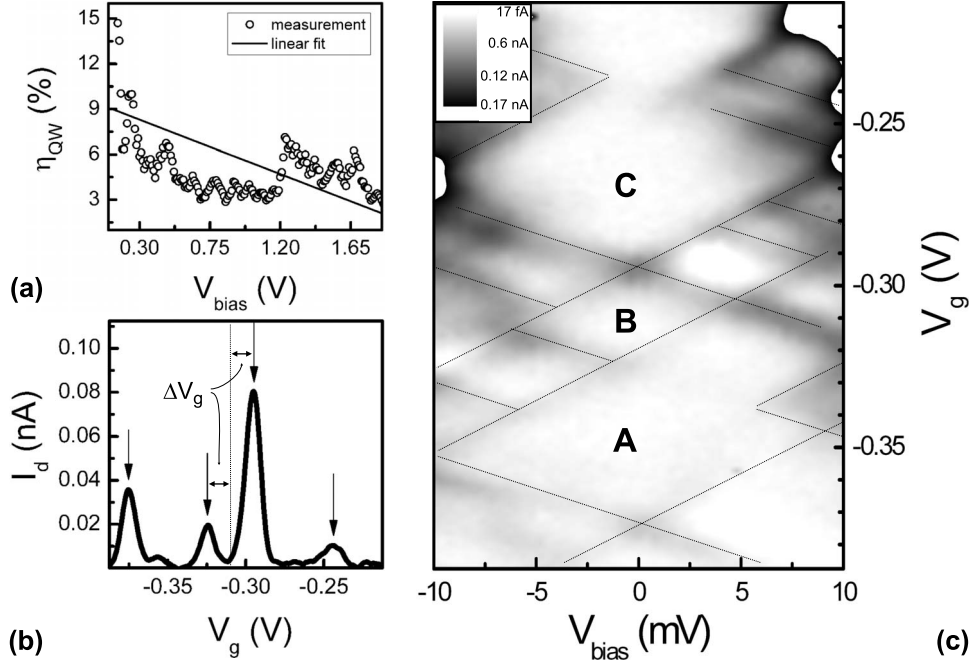 15
12
9
6
3
η_QW (%)
measurement
linear fit
0.30 0.75 1.20 1.65
V_bias (V)
(a)
0.10
0.08
0.06
0.04
0.02
I_d (nA)
ΔV_g
-0.35 -0.30 -0.25
V_g (V)
(b)
17 fA
0.6 nA
0.12 nA
0.17 nA
C
B
A
-0.25
-0.30
-0.35
V_g (V)
-10 -5 0 5 10
V_bias (mV)
(c)